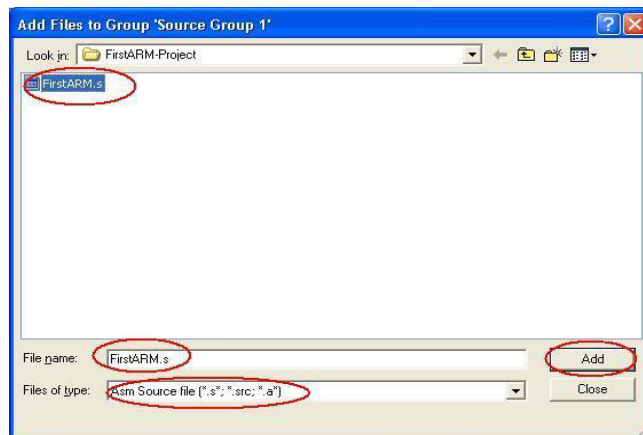 Add Files to Group 'Source Group 1'
Look in: FirstARM-Project
FirstARM.s
File name: FirstARM.s Add
Files of type: Asm Source file (*.s*; *.src; *.a*) Close